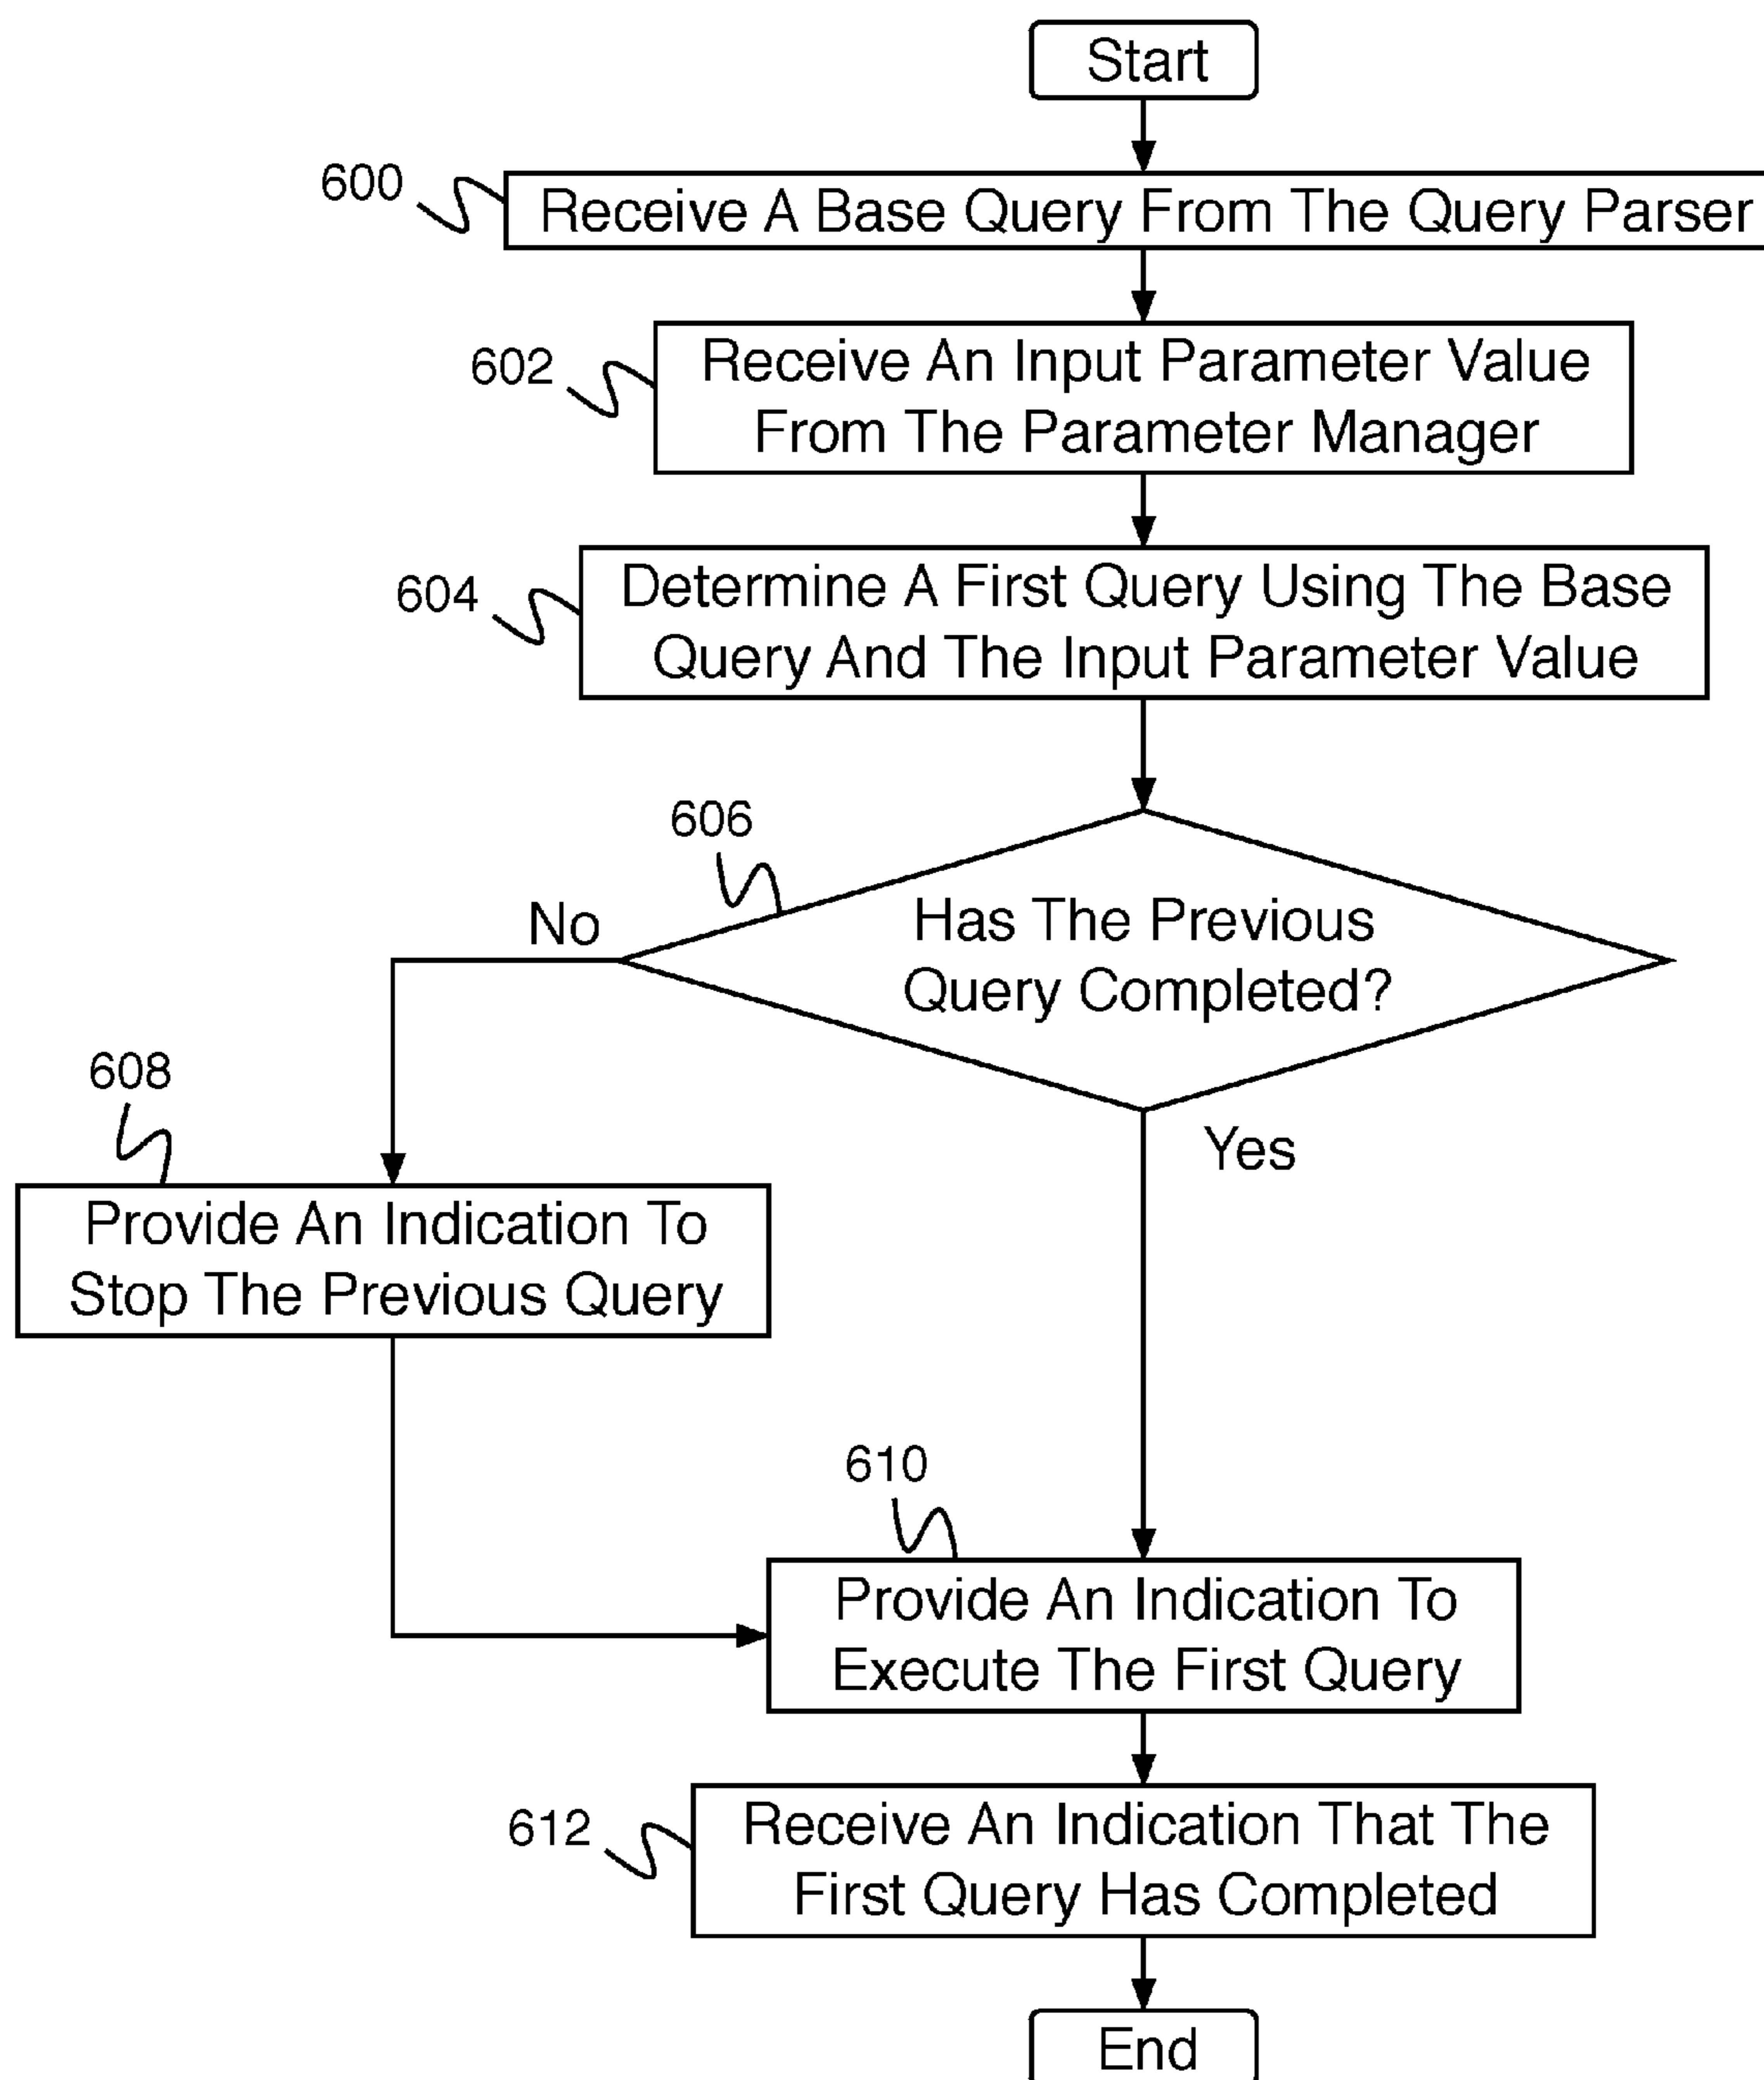 Start
600
Receive A Base Query From The Query Parser
602
Receive An Input Parameter Value
From The Parameter Manager
604
Determine A First Query Using The Base
Query And The Input Parameter Value
606
Has The Previous
Query Completed?
No
Yes
608
Provide An Indication To
Stop The Previous Query
610
Provide An Indication To
Execute The First Query
612
Receive An Indication That The
First Query Has Completed
End